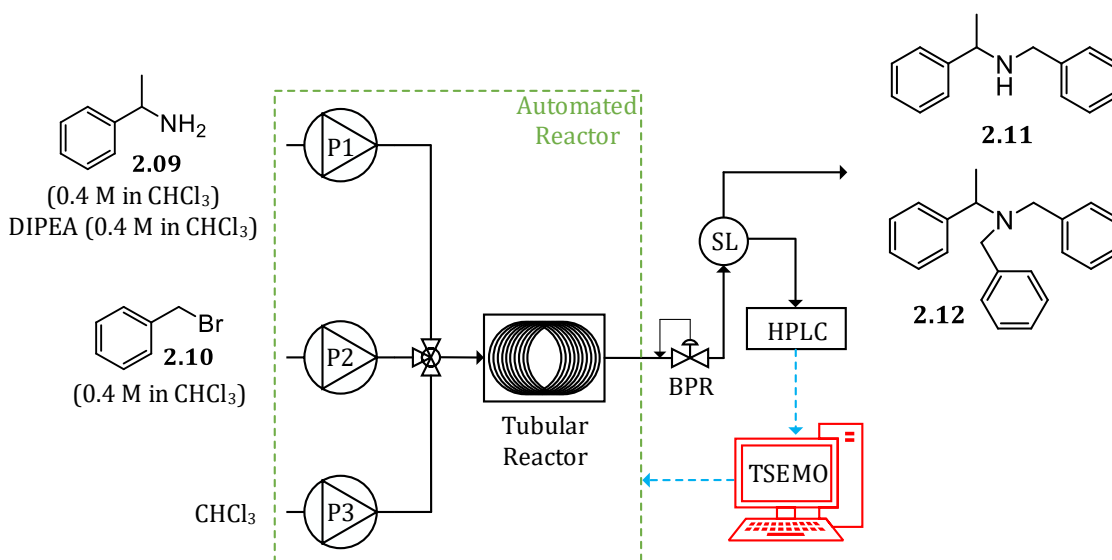 NH₂
2.09
(0.4 M in CHCl₃)
DIPEA (0.4 M in CHCl₃)
Br
2.10
(0.4 M in CHCl₃)
CHCl₃
P1
P2
P3
Automated
Reactor
Tubular
Reactor
BPR
SL
HPLC
TSEMO
N
H
2.11
N
2.12